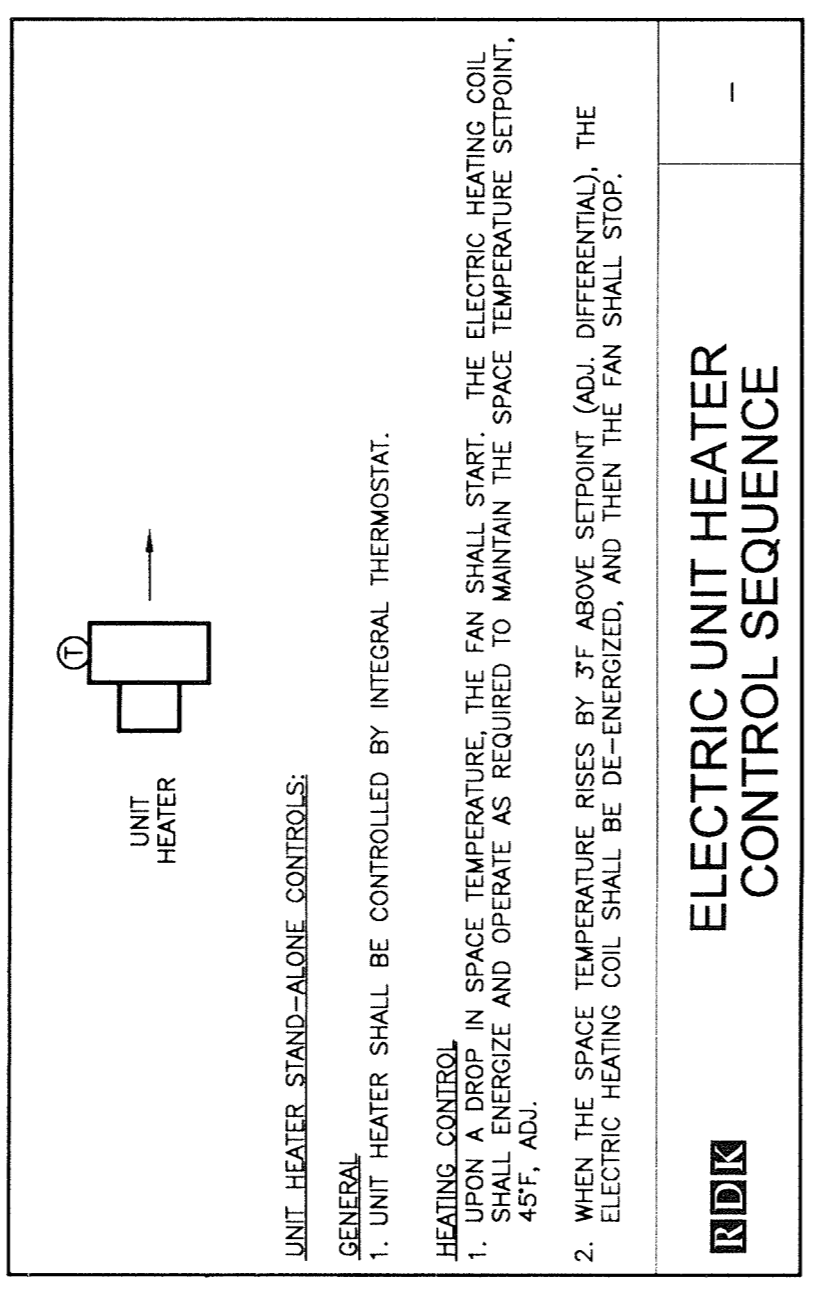 T
UNIT
HEATER
UNIT HEATER STAND-ALONE CONTROLS:
GENERAL
1. UNIT HEATER SHALL BE CONTROLLED BY INTEGRAL THERMOSTAT.
HEATING CONTROL
1. UPON A DROP IN SPACE TEMPERATURE, THE FAN SHALL START. THE ELECTRIC HEATING COIL
SHALL ENERGIZE AND OPERATE AS REQUIRED TO MAINTAIN THE SPACE TEMPERATURE SETPOINT,
45°F, ADJ.
2. WHEN THE SPACE TEMPERATURE RISES BY 3°F ABOVE SETPOINT (ADJ. DIFFERENTIAL), THE
ELECTRIC HEATING COIL SHALL BE DE-ENERGIZED, AND THEN THE FAN SHALL STOP.
RDK
ELECTRIC UNIT HEATER
CONTROL SEQUENCE
-